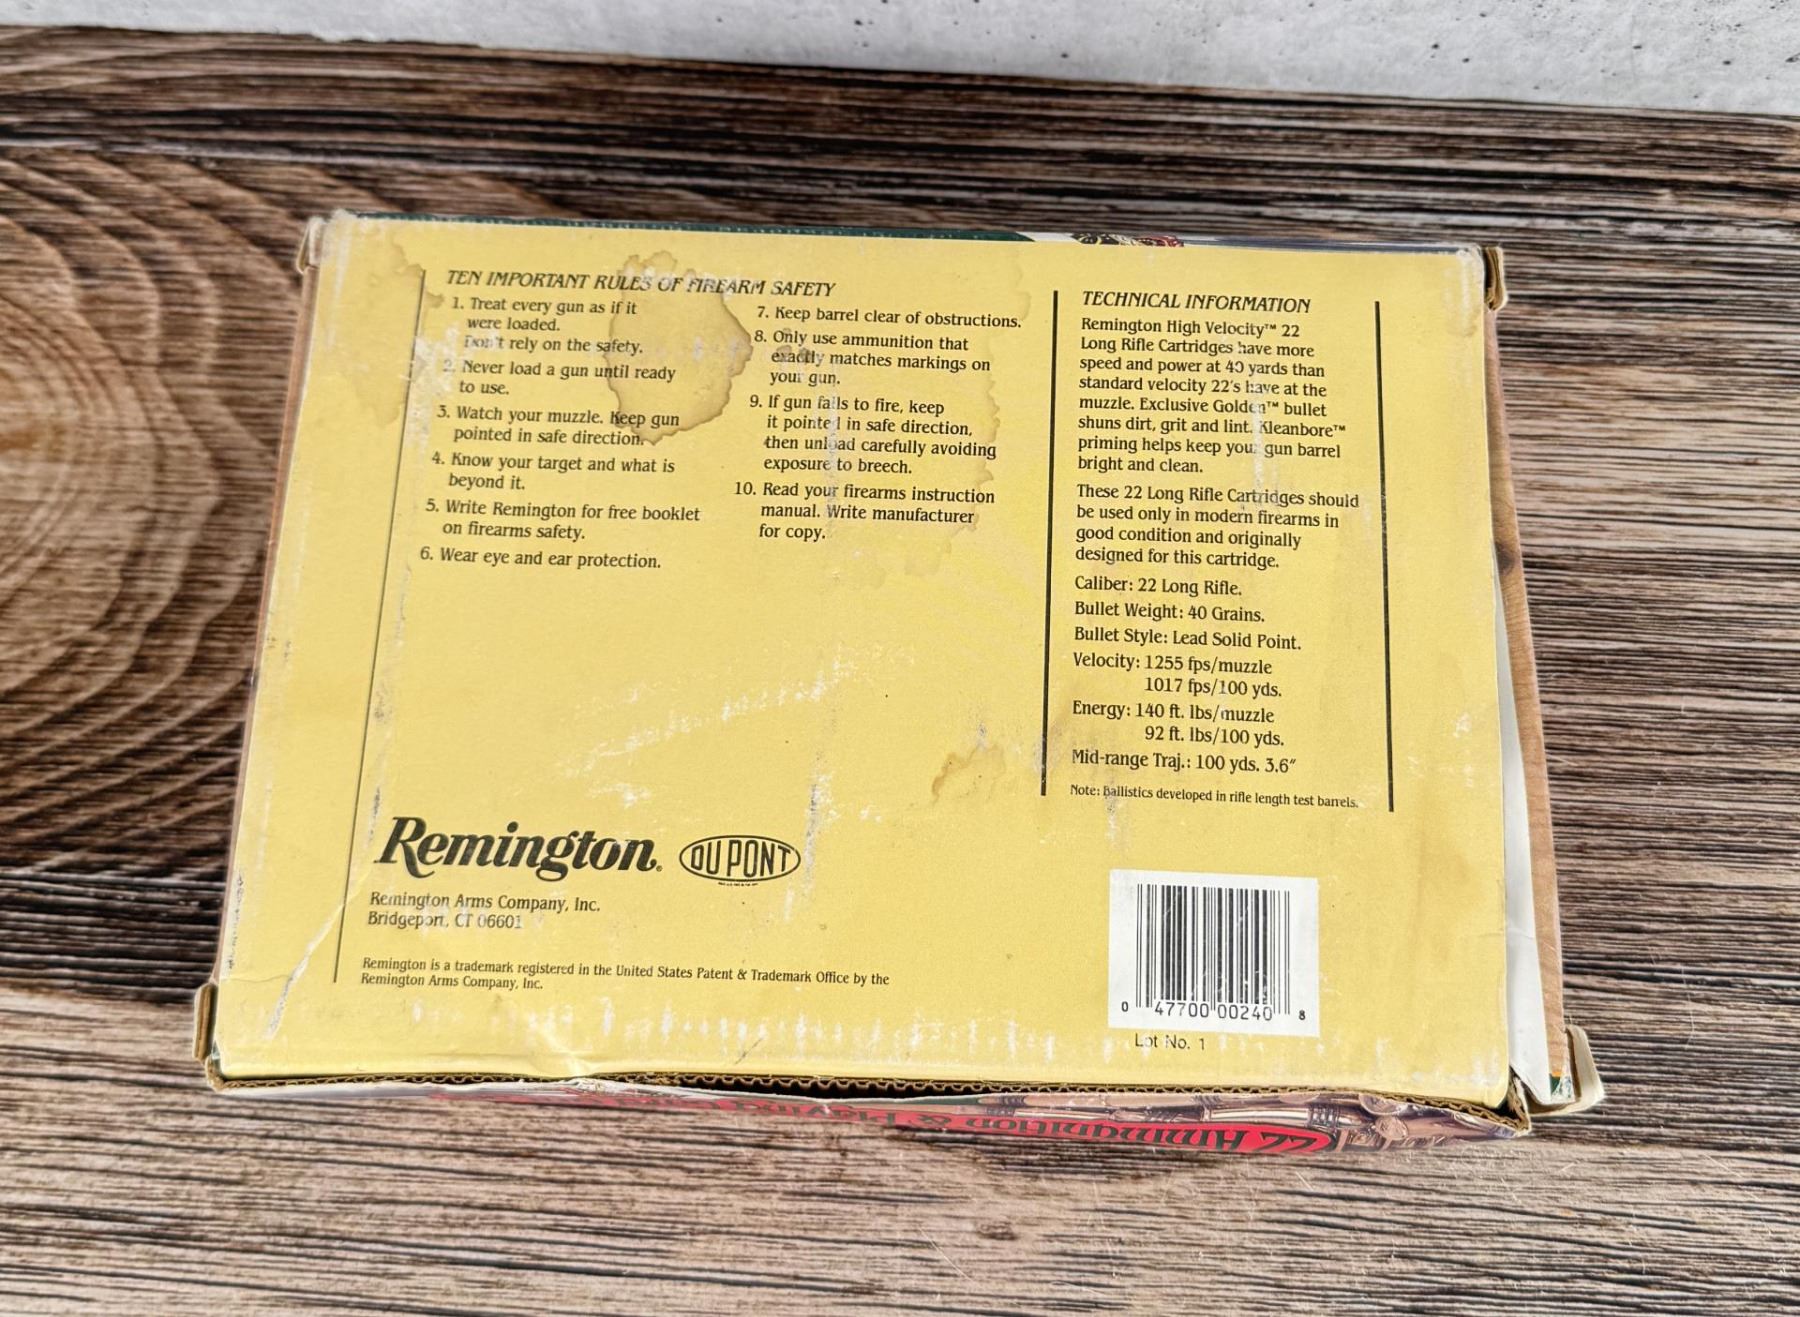 TEN IMPORTANT RULES OF FIREARM SAFETY
1. Treat every gun as if it
were loaded.
Don't rely on the safety.
2. Never load a gun until ready
to use.
3. Watch your muzzle. Keep gun
pointed in safe direction.
4. Know your target and what is
beyond it.
5. Write Remington for free booklet
on firearms safety.
6. Wear eye and ear protection.
7. Keep barrel clear of obstructions.
8. Only use ammunition that
exactly matches markings on
your gun.
9. If gun fails to fire, keep
it pointed in safe direction,
then unload carefully avoiding
exposure to breech.
10. Read your firearms instruction
manual. Write manufacturer
for copy.
TECHNICAL INFORMATION
Remington High Velocity™ 22
Long Rifle Cartridges have more
speed and power at 40 yards than
standard velocity 22's have at the
muzzle. Exclusive Golden™ bullet
shuns dirt, grit and lint. Kleanbore™
priming helps keep your gun barrel
bright and clean.
These 22 Long Rifle Cartridges should
be used only in modern firearms in
good condition and originally
designed for this cartridge.
Caliber: 22 Long Rifle.
Bullet Weight: 40 Grains.
Bullet Style: Lead Solid Point.
Velocity: 1255 fps/muzzle
1017 fps/100 yds.
Energy: 140 ft. lbs/muzzle
92 ft. lbs/100 yds.
Mid-range Traj.: 100 yds. 3.6″
Note: Ballistics developed in rifle length test barrels.
Remington® DU PONT
Remington Arms Company, Inc.
Bridgeport, CT 06601
Remington is a trademark registered in the United States Patent & Trademark Office by the
Remington Arms Company, Inc.
0 47700 00240 8
Lot No. 1
22 Ammunition & Playing